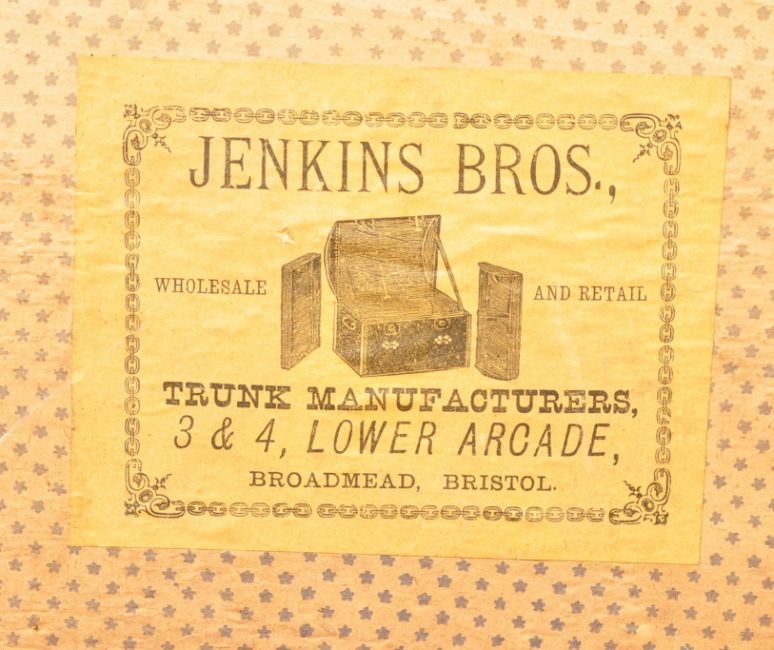 JENKINS BROS.,
WHOLESALE AND RETAIL
TRUNK MANUFACTURERS,
3 & 4, LOWER ARCADE,
BROADMEAD, BRISTOL.